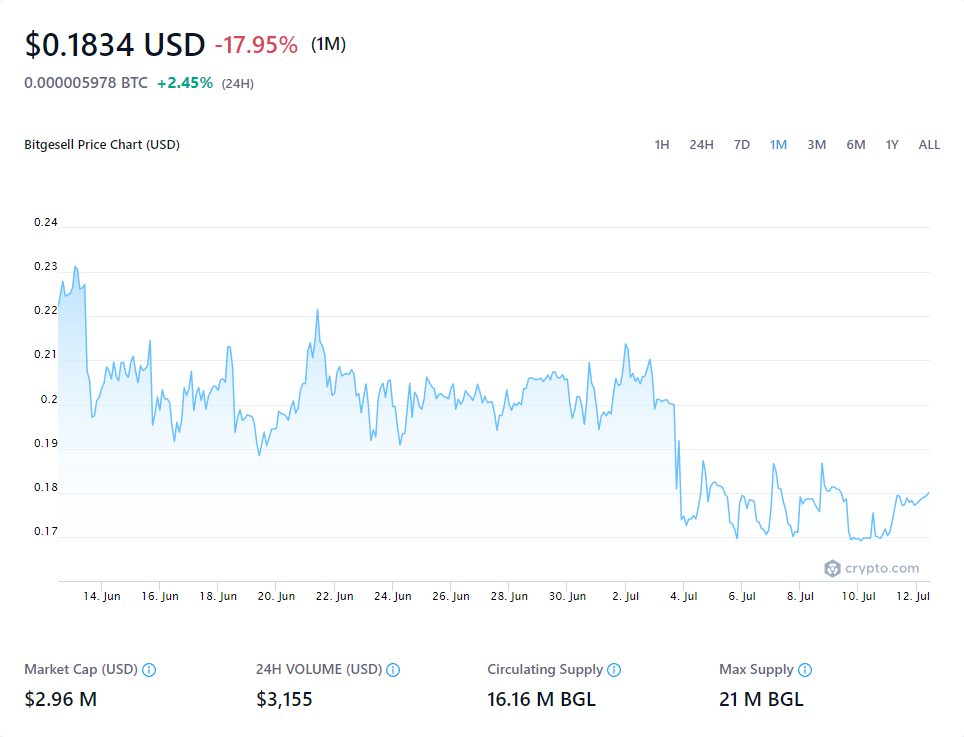 $0.1834 USD -17.95% (1M)
0.000005978 BTC +2.45% (24H)
Bitgesell Price Chart (USD)
1H 24H 7D 1M 3M 6M 1Y ALL
0.24
0.23
0.22
0.21
0.2
0.19
0.18
0.17
crypto.com
14. Jun 16. Jun 18. Jun 20. Jun 22. Jun 24. Jun 26. Jun 28. Jun 30. Jun 2. Jul 4. Jul 6. Jul 8. Jul 10. Jul 12. Jul
Market Cap (USD) 24H VOLUME (USD) Circulating Supply Max Supply
$2.96 M $3,155 16.16 M BGL 21 M BGL